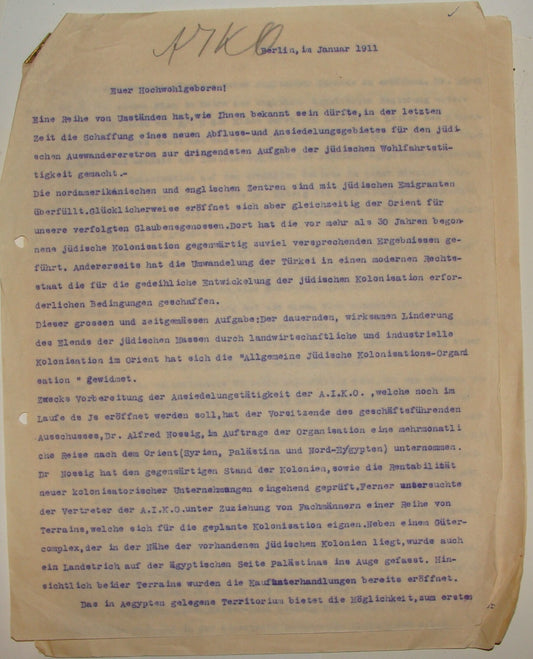 AIKO
Berlin, im Januar 1911
Euer Hochwohlgeboren!
Eine Reihe von Umständen hat, wie Ihnen bekannt sein dürfte, in der letzten
Zeit die Schaffung eines neuen Abfluss-und Ansiedelungsgebietes für den jüdi-
schen Auswandererstrom zur dringendsten Aufgabe der jüdischen Wohlfahrtstä-
tigkeit gemacht.-
Die nordamerikanischen und englischen Zentren sind mit jüdischen Emigranten
überfüllt.Glücklicherweise eröffnet sich aber gleichzeitig der Orient für
unsere verfolgten Glaubensgenossen.Dort hat die vor mehr als 30 Jahren begon-
nene jüdische Kolonisation gegenwärtig zuviel versprechenden Ergebnissen ge-
führt. Andererseite hat die Umwandelung der Türkei in einen modernen Rechts-
staat die für die gedeihliche Entwickelung der jüdischen Kolonisation erfor-
derlichen Bedingungen geschaffen.
Dieser grossen und zeitgemässen Aufgabe:Der dauernden, wirksamen Linderung
des Elends der jüdischen Massen durch landwirtschaftliche und industrielle
Kolonisation im Orient hat sich die "Allgemeine Jüdische Kolonisations-Organi
sation " gewidmet.
Zwecks Vorbereitung der Ansiedelungstätigkeit der A.I.K.O. ,welche noch im
Laufe ds Js eröffnet werden soll,hat der Vorsitzende des geschäftsführenden
Ausschusses,Dr. Alfred Nossig, im Auftrage der Organisation eine mehrmonatli
che Reise nach dem Orient(Syrien, Palästina und Nord-Egypten) unternommen.
Dr Nossig hat den gegenwärtigen Stand der Kolonien,sowie die Rentabilität
neuer kolonisatorischer Unternehmungen eingehend geprüft.Ferner untersuchte
der Vertreter der A.I.K.O.unter Zuziehung von Fachmännern einer Reihe von
Terrains,welche sich für die geplante Kolonisation eignen.Neben einem Güter-
complex,der in der Nähe der vorhandenen jüdischen Kolonien liegt,wurde auch
ein Landstrich auf der ägyptischen Seite Palästinas ins Auge gefasst. Hin-
sichtlich beider Terrains wurden die Kaufunterhandlungen bereits eröffnet.
Das in Aegypten gelegene Territorium bietet die Möglichkeit,zum ersten